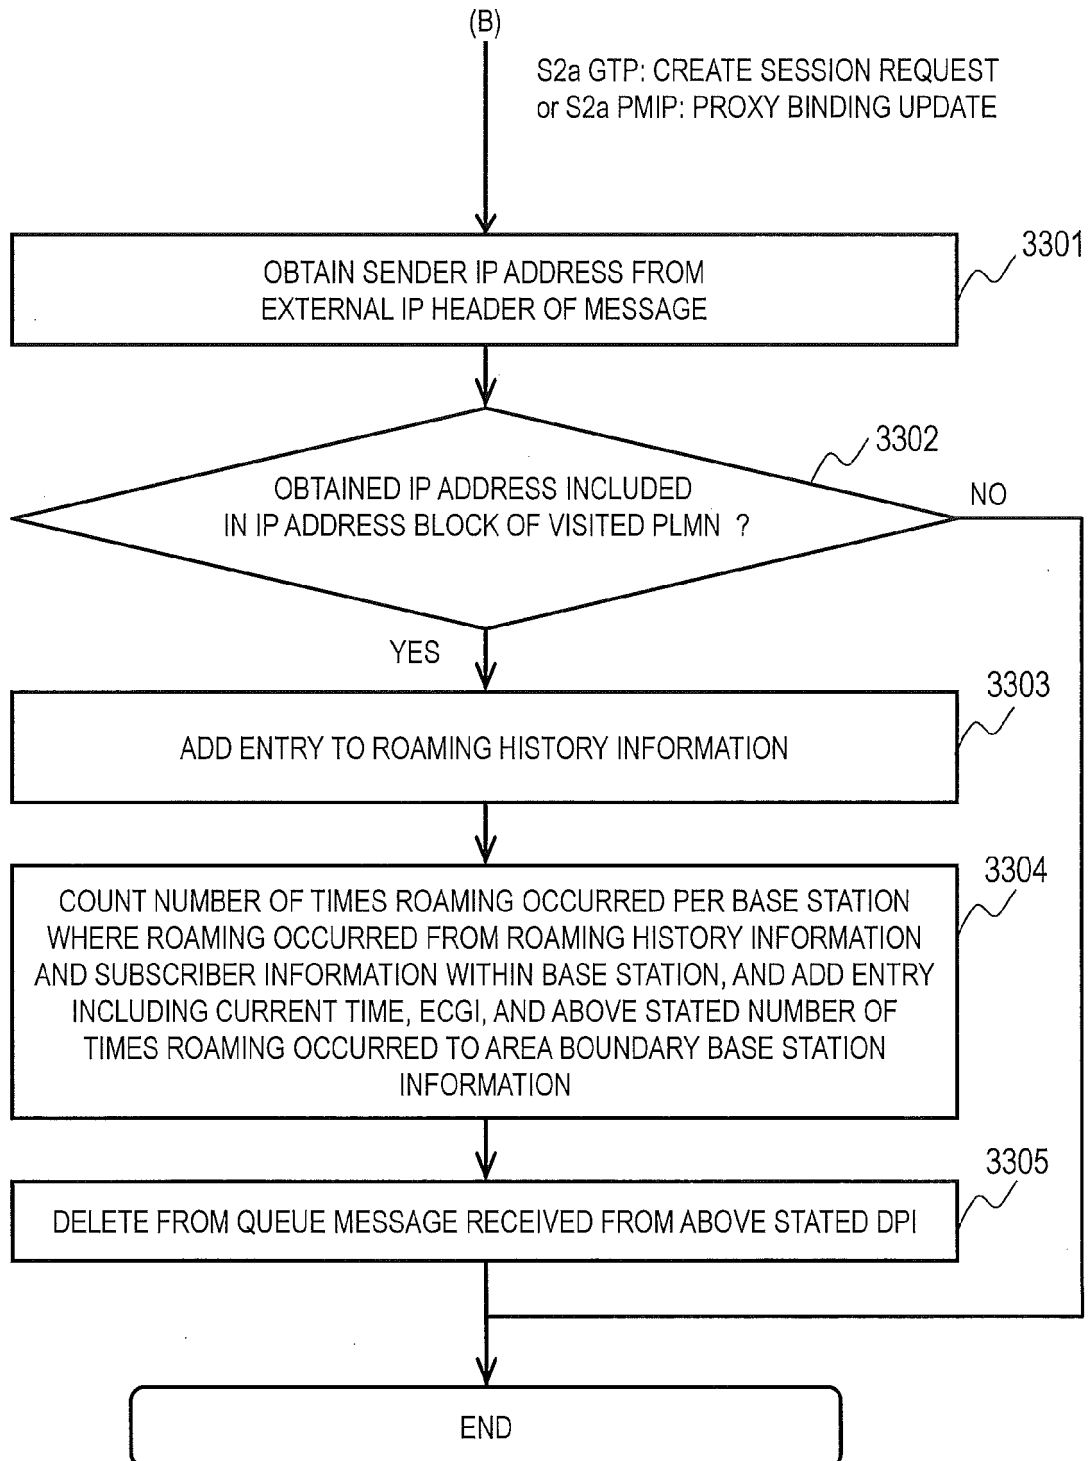 (B)
S2a GTP: CREATE SESSION REQUEST
or S2a PMIP: PROXY BINDING UPDATE
3301
OBTAIN SENDER IP ADDRESS FROM
EXTERNAL IP HEADER OF MESSAGE
3302
OBTAINED IP ADDRESS INCLUDED
IN IP ADDRESS BLOCK OF VISITED PLMN ?
NO
YES
3303
ADD ENTRY TO ROAMING HISTORY INFORMATION
3304
COUNT NUMBER OF TIMES ROAMING OCCURRED PER BASE STATION
WHERE ROAMING OCCURRED FROM ROAMING HISTORY INFORMATION
AND SUBSCRIBER INFORMATION WITHIN BASE STATION, AND ADD ENTRY
INCLUDING CURRENT TIME, ECGI, AND ABOVE STATED NUMBER OF
TIMES ROAMING OCCURRED TO AREA BOUNDARY BASE STATION
INFORMATION
3305
DELETE FROM QUEUE MESSAGE RECEIVED FROM ABOVE STATED DPI
END